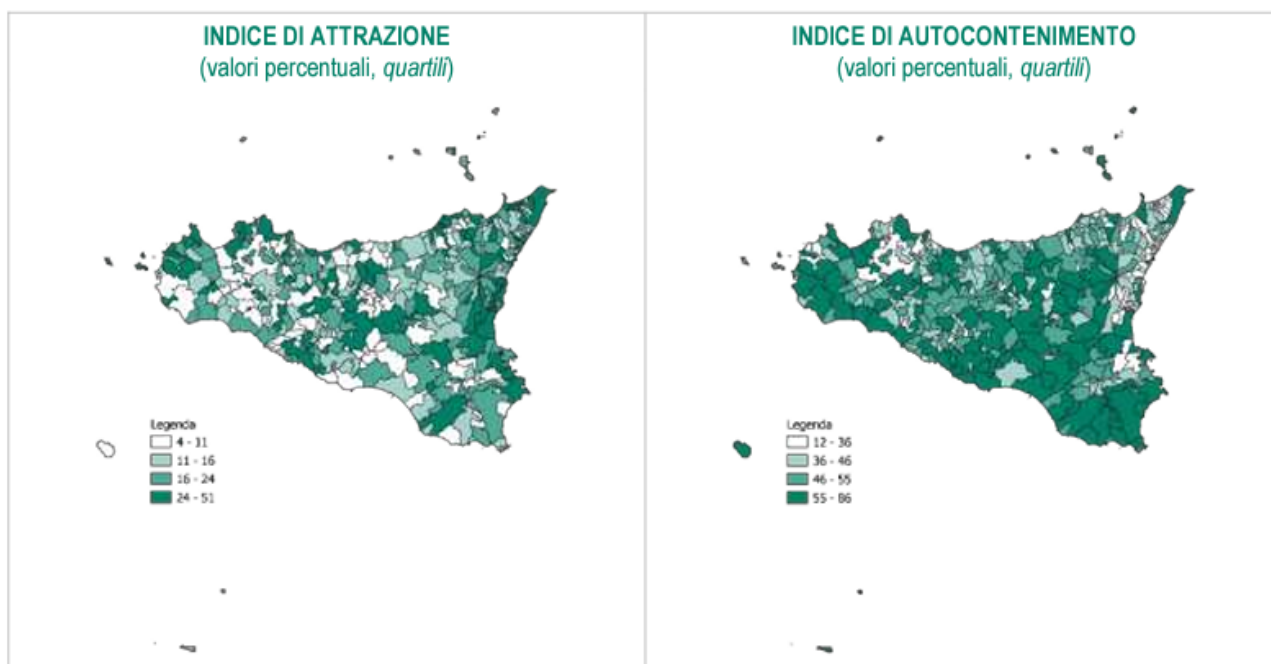 INDICE DI ATTRAZIONE
(valori percentuali, quartili)
Legenda
4 - 11
11 - 16
16 - 24
24 - 51
INDICE DI AUTOCONTENIMENTO
(valori percentuali, quartili)
Legenda
12 - 36
36 - 46
46 - 55
55 - 86